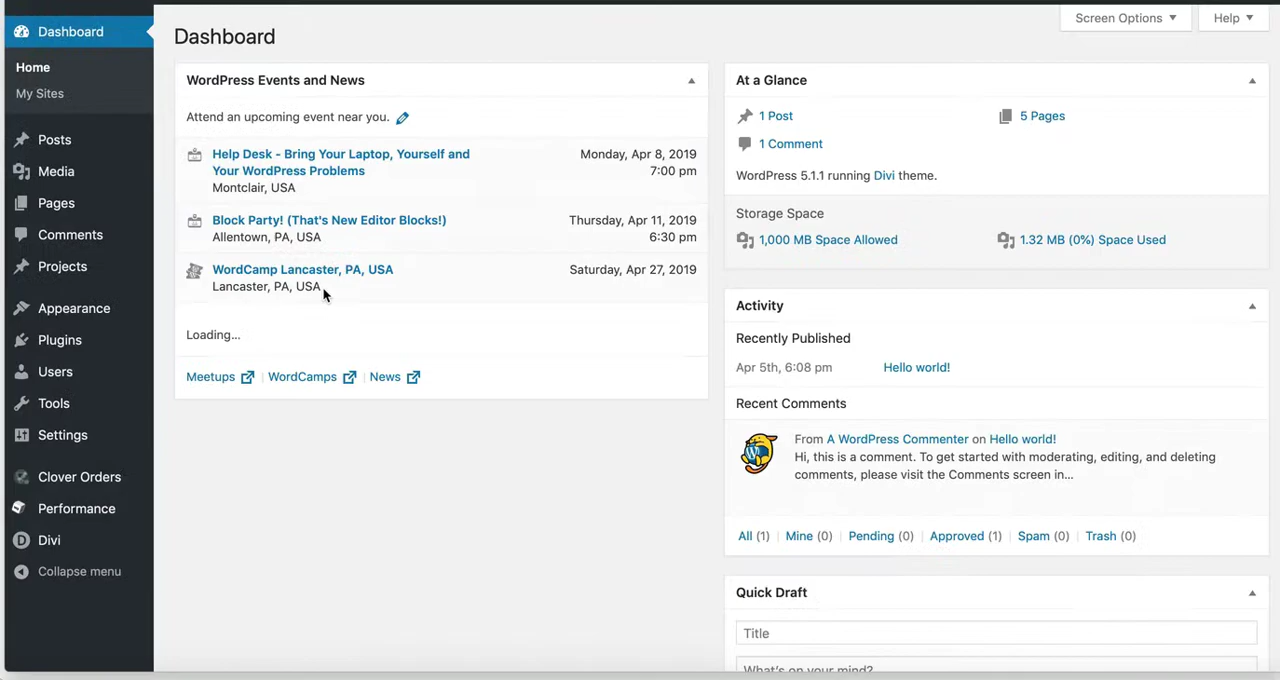 Dashboard
Home
My Sites
Posts
Media
Pages
Comments
Projects
Appearance
Plugins
Users
Tools
Settings
Clover Orders
Performance
Divi
Collapse menu
Screen Options
Help
Dashboard
WordPress Events and News
Attend an upcoming event near you.
Help Desk - Bring Your Laptop, Yourself and
Your WordPress Problems
Montclair, USA
Monday, Apr 8, 2019
7:00 pm
Block Party! (That's New Editor Blocks!)
Allentown, PA, USA
Thursday, Apr 11, 2019
6:30 pm
WordCamp Lancaster, PA, USA
Lancaster, PA, USA
Saturday, Apr 27, 2019
Loading...
Meetups | WordCamps | News
At a Glance
1 Post
5 Pages
1 Comment
WordPress 5.1.1 running Divi theme.
Storage Space
1,000 MB Space Allowed
1.32 MB (0%) Space Used
Activity
Recently Published
Apr 5th, 6:08 pm Hello world!
Recent Comments
From A WordPress Commenter on Hello world!
Hi, this is a comment. To get started with moderating, editing, and deleting
comments, please visit the Comments screen in...
All (1) | Mine (0) | Pending (0) | Approved (1) | Spam (0) | Trash (0)
Quick Draft
Title
What's on your mind?